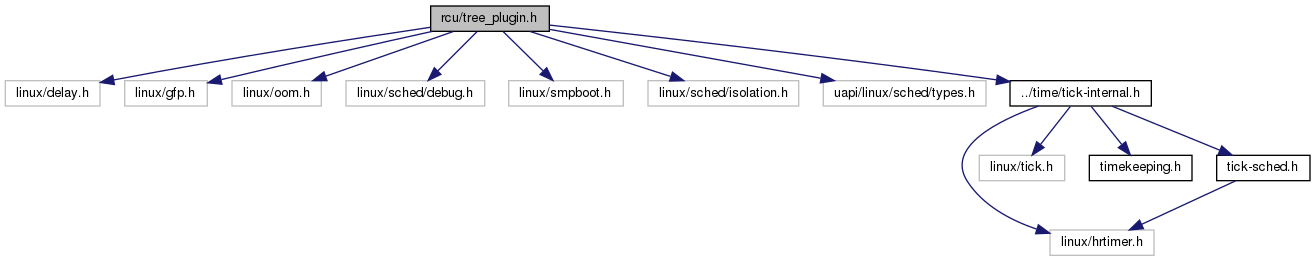 rcu/tree_plugin.h
linux/delay.h
linux/gfp.h
linux/oom.h
linux/sched/debug.h
linux/smpboot.h
linux/sched/isolation.h
uapi/linux/sched/types.h
../time/tick-internal.h
linux/tick.h
timekeeping.h
tick-sched.h
linux/hrtimer.h